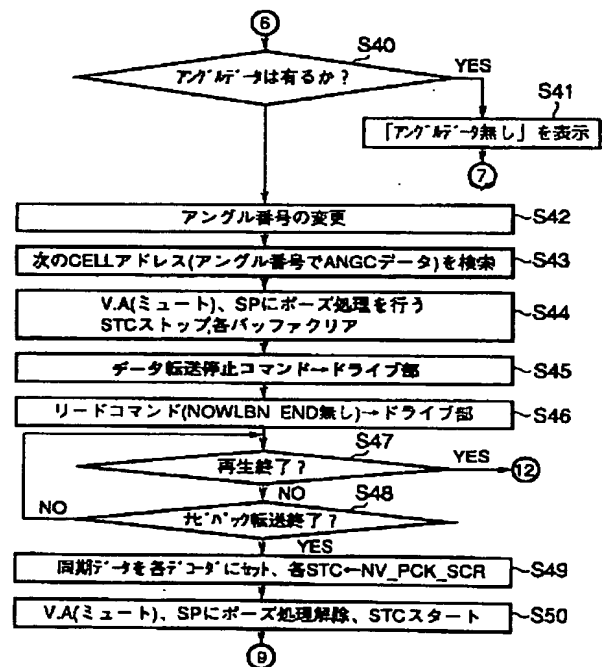 ⑥
S40
アングルデータは有るか?
YES
S41
「アングルデータ無し」を表示
⑦
アングル番号の変更
S42
次のCELLアドレス(アングル番号でANGCデータ)を検索
S43
V.A(ミュート)、SPにポーズ処理を行う
STCストップ,各バッファクリア
S44
データ転送停止コマンド→ドライブ部
S45
リードコマンド(NOWLBN END無し)→ドライブ部
S46
S47
再生終了?
YES
⑫
NO
S48
NO
ナビパック転送終了?
YES
同期データを各デコーダにセット、各STC←NV_PCK_SCR
S49
V.A(ミュート)、SPにポーズ処理解除、STCスタート
S50
⑨